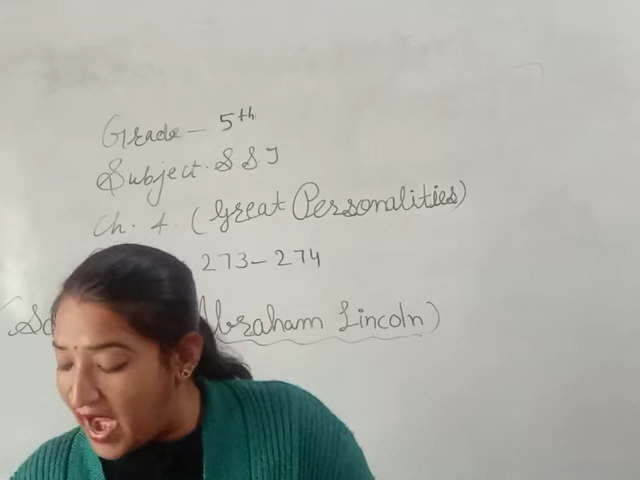 Grade - 5th
Subject. S S T
Ch. 4 (Great Personalities)
273-274
Abraham Lincoln)